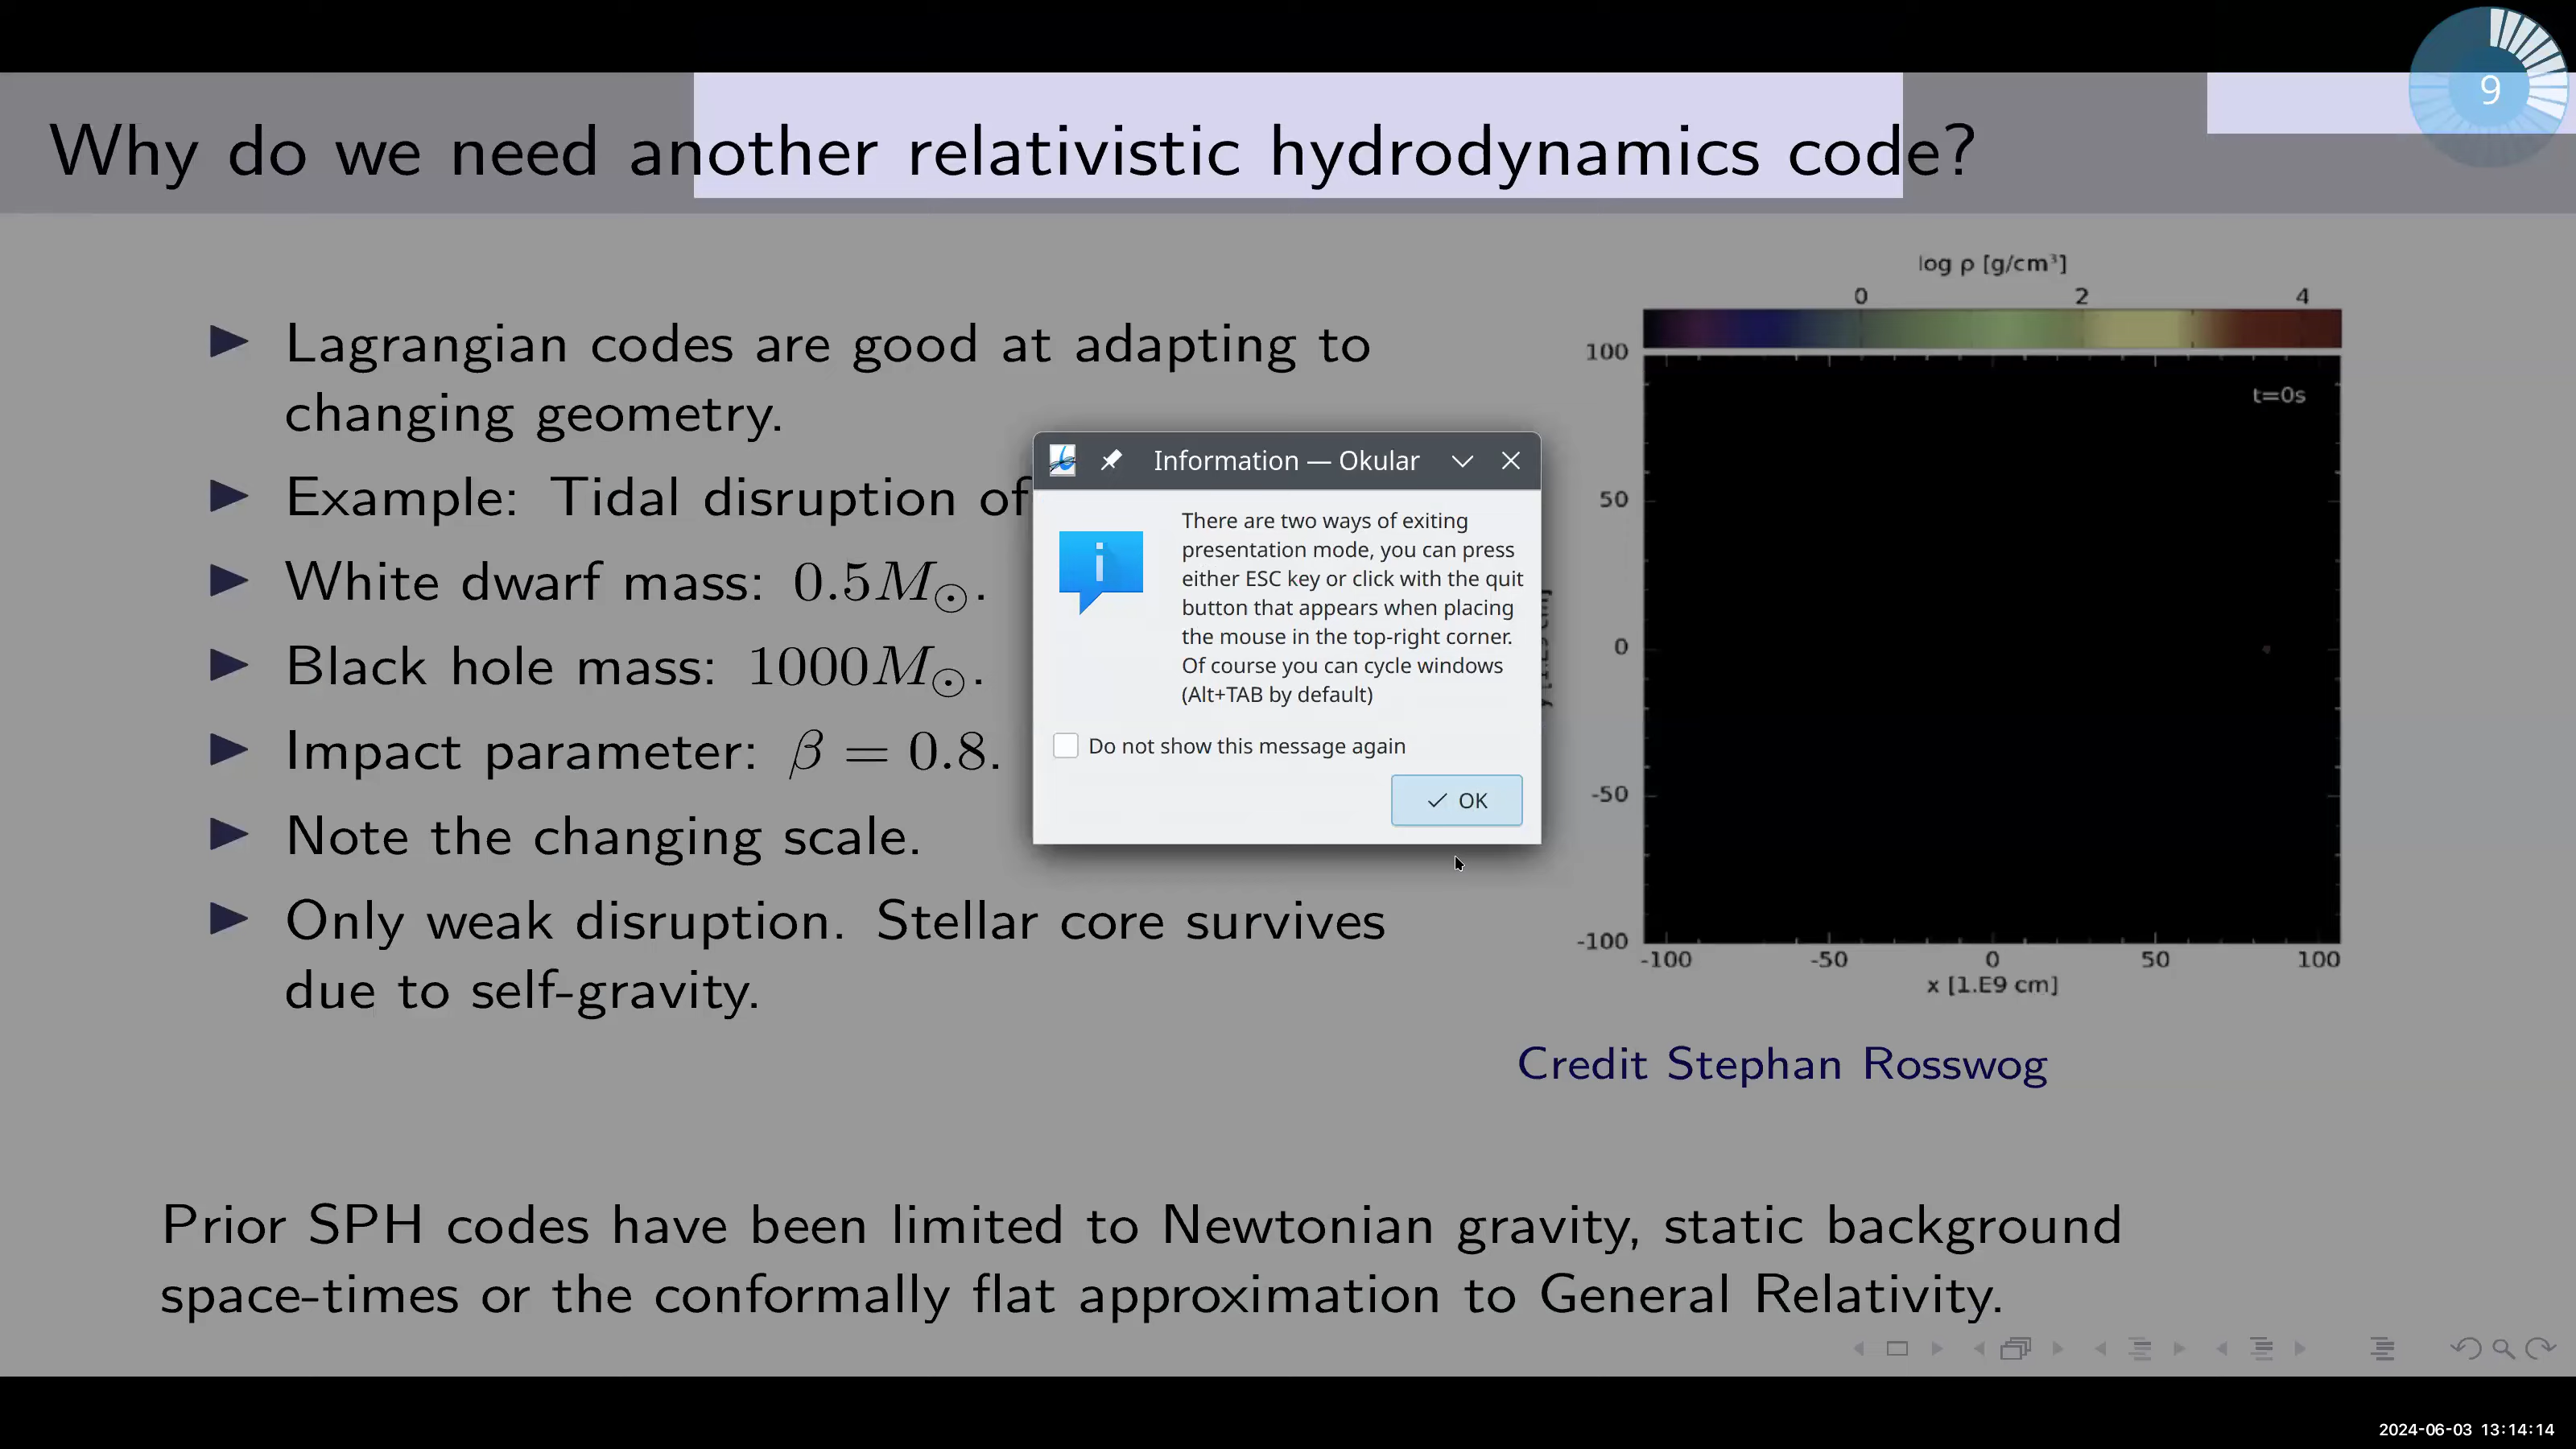 9
Why do we need another relativistic hydrodynamics code?
Lagrangian codes are good at adapting to
changing geometry.
Example: Tidal disruption of
White dwarf mass: 0.5M⊙.
Black hole mass: 1000M⊙.
Impact parameter: β = 0.8.
Note the changing scale.
Only weak disruption. Stellar core survives
due to self-gravity.
Information — Okular
There are two ways of exiting
presentation mode, you can press
either ESC key or click with the quit
button that appears when placing
the mouse in the top-right corner.
Of course you can cycle windows
(Alt+TAB by default)
Do not show this message again
OK
log ρ [g/cm³]
0 2 4
100
50
0
-50
-100
t=0s
-100 -50 0 50 100
x [1.E9 cm]
Credit Stephan Rosswog
Prior SPH codes have been limited to Newtonian gravity, static background
space-times or the conformally flat approximation to General Relativity.
2024-06-03 13:14:14